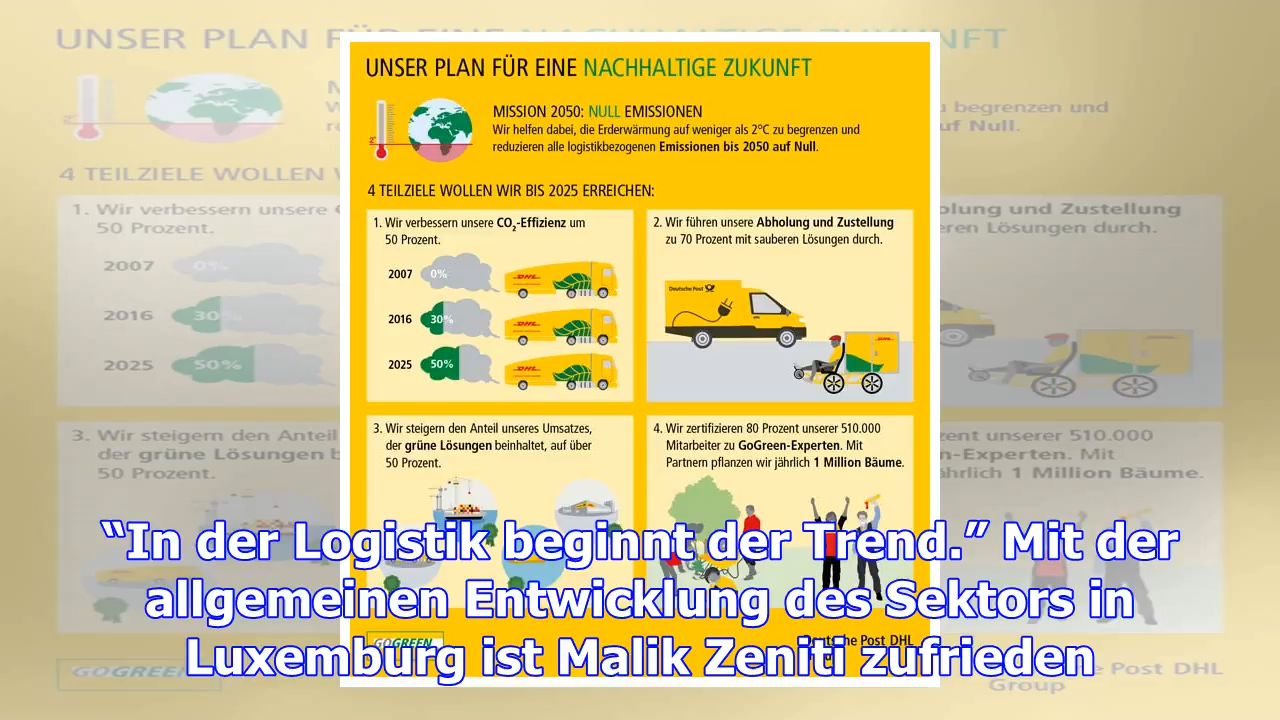 UNSER PLAN FÜR EINE NACHHALTIGE ZUKUNFT
MISSION 2050: NULL EMISSIONEN
Wir helfen dabei, die Erderwärmung auf weniger als 2°C zu begrenzen und
reduzieren alle logistikbezogenen Emissionen bis 2050 auf Null.
4 TEILZIELE WOLLEN WIR BIS 2025 ERREICHEN:
1. Wir verbessern unsere CO₂-Effizienz um
50 Prozent.
2007 0% DHL
2016 30% DHL
2025 50% DHL
2. Wir führen unsere Abholung und Zustellung
zu 70 Prozent mit sauberen Lösungen durch.
Deutsche Post
DHL
3. Wir steigern den Anteil unseres Umsatzes,
der grüne Lösungen beinhaltet, auf über
50 Prozent.
4. Wir zertifizieren 80 Prozent unserer 510.000
Mitarbeiter zu GoGreen-Experten. Mit
Partnern pflanzen wir jährlich 1 Million Bäume.
“In der Logistik beginnt der Trend.” Mit der
allgemeinen Entwicklung des Sektors in
Luxemburg ist Malik Zeniti zufrieden
GOGREEN
Deutsche Post DHL
Group